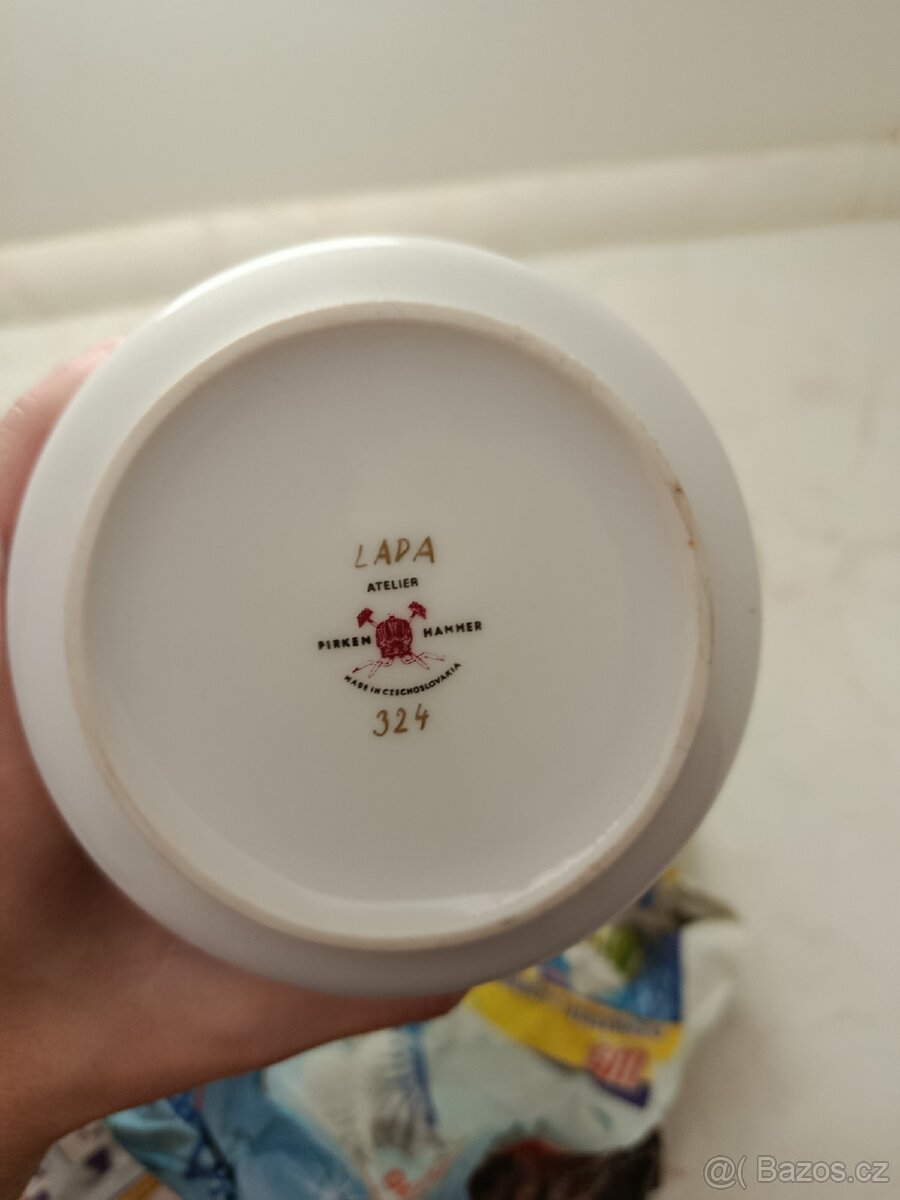 LADA
ATELIER
PIRKEN HAMMER
MADE IN CZECHOSLOVAKIA
324
@( Bazos.cz